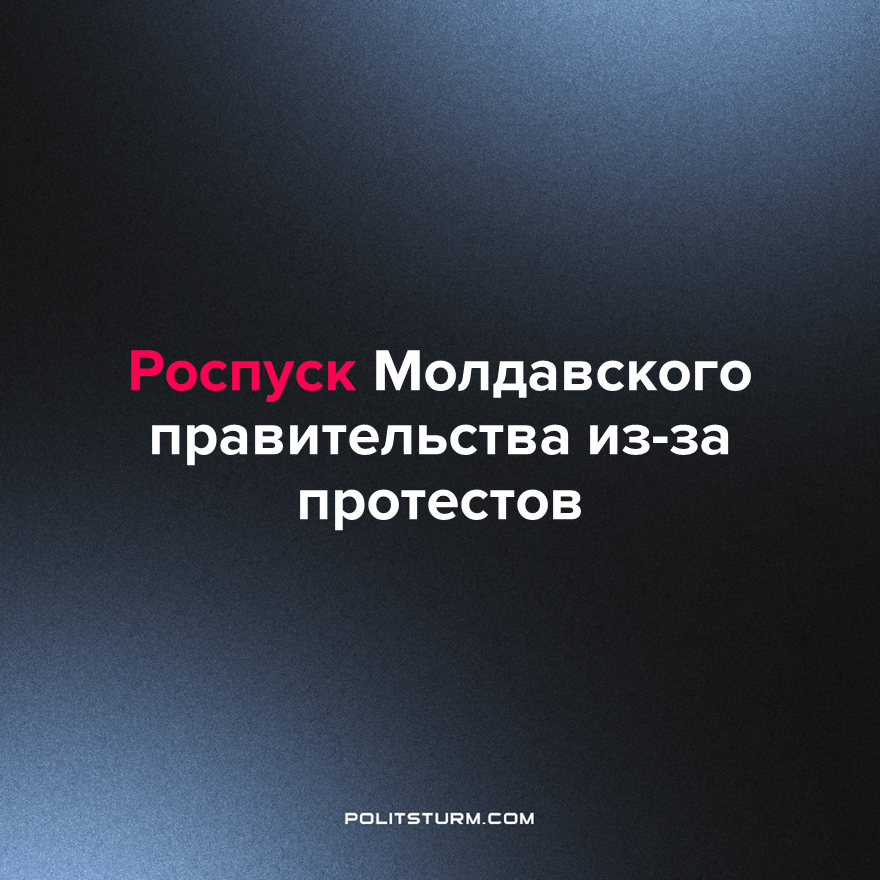 Роспуск Молдавского
правительства из-за
протестов
POLITSTURM.COM